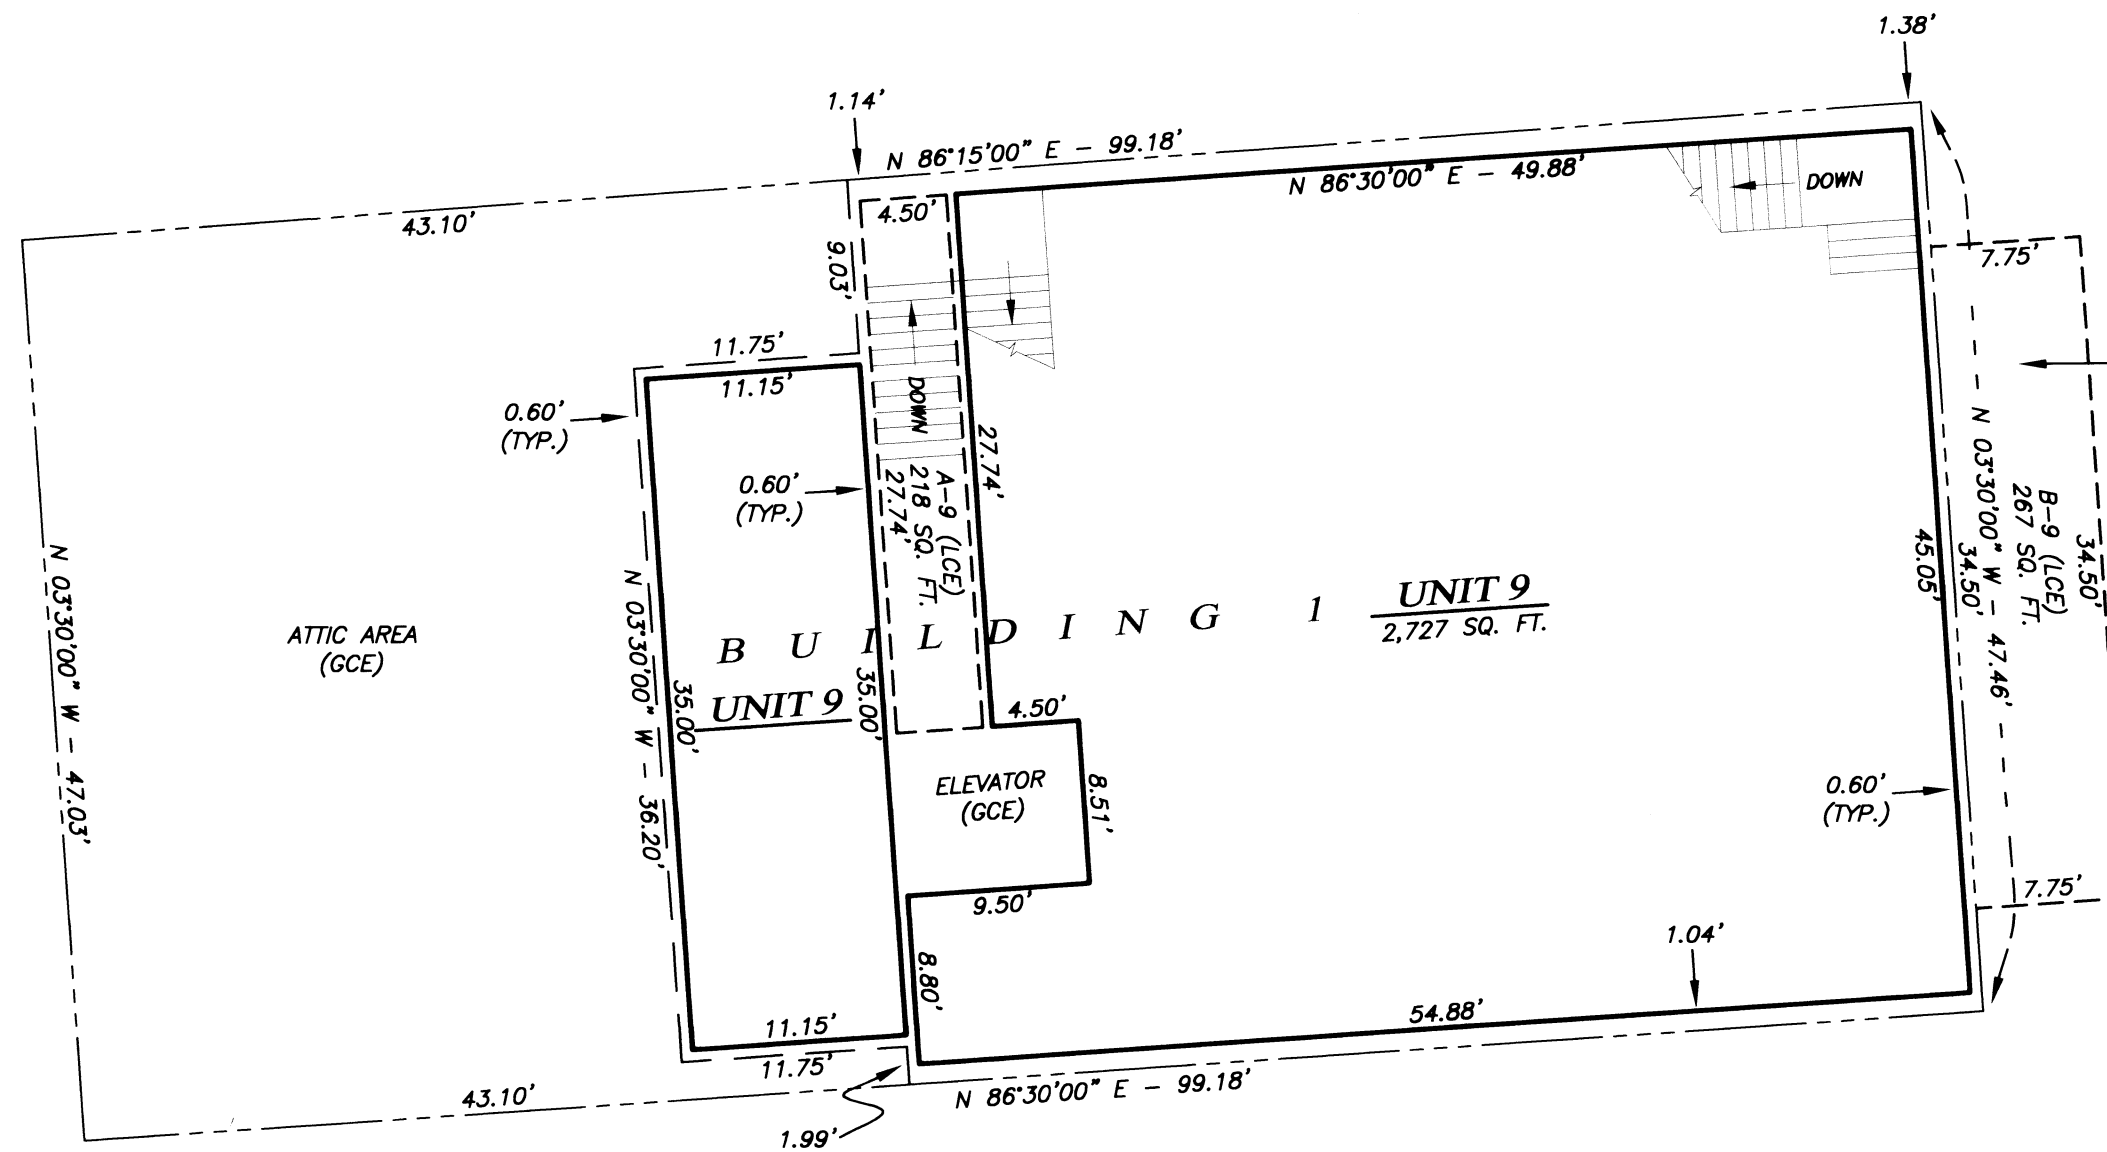 1.38'
1.14'
N 86°15'00" E – 99.18'
43.10'
4.50'
N 86°30'00" E – 49.88'
DOWN
9.03'
7.75'
11.75'
11.15'
0.60'
(TYP.)
DOWN
0.60'
(TYP.)
27.74'
A-9 (LCE)
218 SQ. FT.
27.74'
N 03°30'00" W – 47.03'
ATTIC AREA
(GCE)
N 03°30'00" W – 36.20'
35.00'
35.00'
BUILDING 1
UNIT 9
UNIT 9
2,727 SQ. FT.
45.05'
34.50'
N 03°30'00" W – 47.46'
B-9 (LCE)
267 SQ. FT.
34.50'
4.50'
ELEVATOR
(GCE)
8.51'
9.50'
8.80'
0.60'
(TYP.)
7.75'
1.04'
54.88'
11.15'
11.75'
43.10'
N 86°30'00" E – 99.18'
1.99'